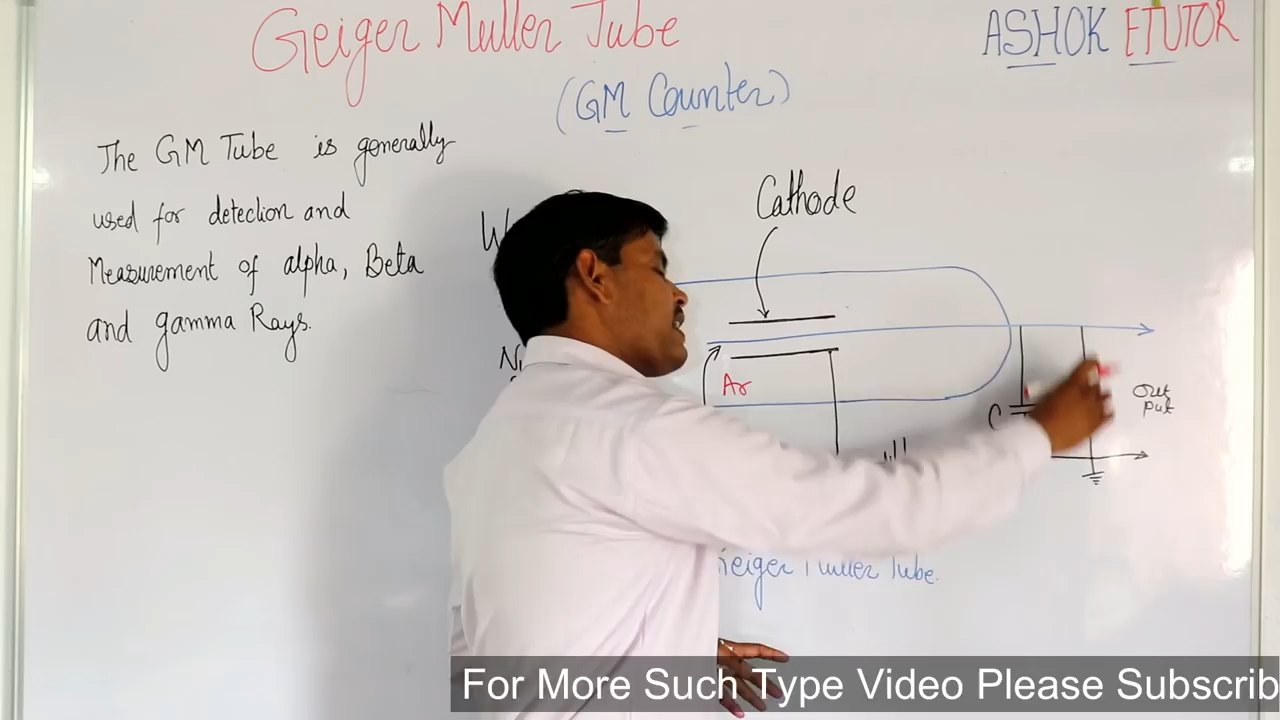 Geiger Muller Tube
ASHOK ETUTOR
(GM Counter)
The GM Tube is generally
used for detection and
Measurement of alpha, Beta
and gamma Rays.
Cathode
Ar
C
Out
Put
Geiger Muller Tube.
For More Such Type Video Please Subscrib